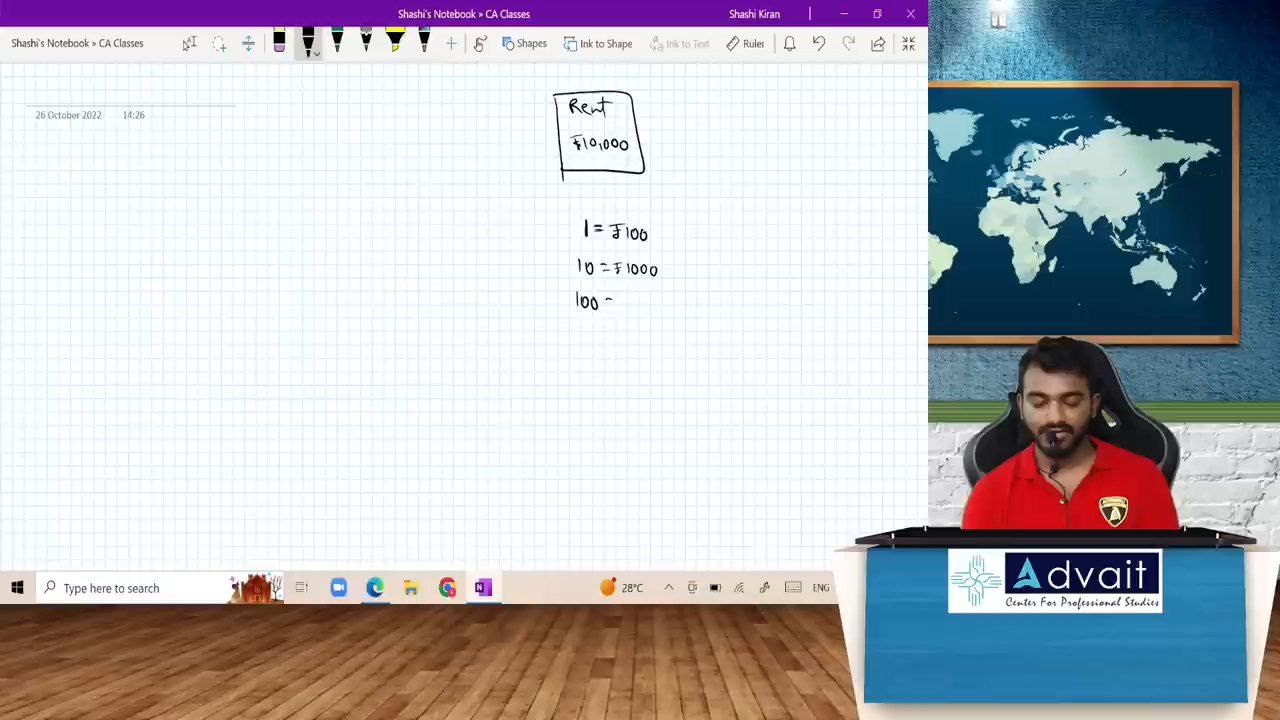 Shashi's Notebook » CA Classes
Shashi Kiran
Shashi's Notebook » CA Classes
Shapes
Ink to Shape
Ink to Text
Ruler
26 October 2022 14:26
Rent
₹10,000
1 = ₹100
10 = ₹1000
100 =
Type here to search
28°C
ENG
Advait
Center For Professional Studies